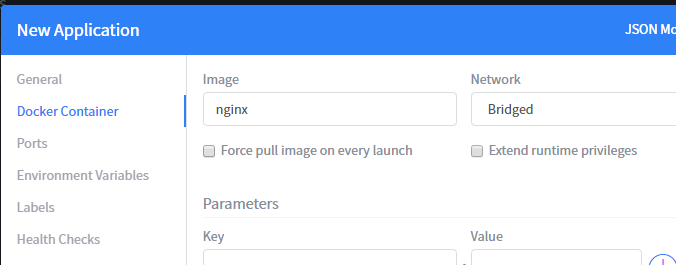 New Application JSON Mo
General
Docker Container
Ports
Environment Variables
Labels
Health Checks
Image Network
nginx Bridged
Force pull image on every launch Extend runtime privileges
Parameters
Key Value